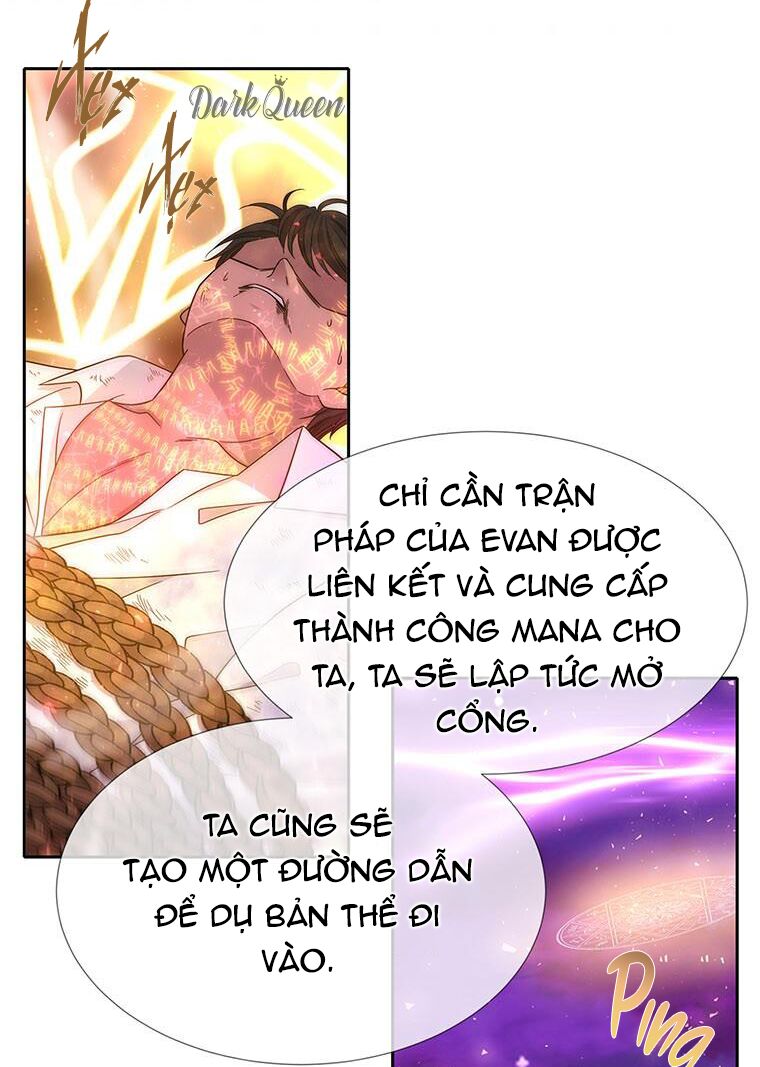 Xẹt
DarkQueen
Xẹt
CHỈ CẦN TRẬN
PHÁP CỦA EVAN ĐƯỢC
LIÊN KẾT VÀ CUNG CẤP
THÀNH CÔNG MANA CHO
TA, TA SẼ LẬP TỨC MỞ
CỔNG.
TA CŨNG SẼ
TẠO MỘT ĐƯỜNG DẪN
ĐỂ DỤ BẢN THỂ ĐI
VÀO.
Ping